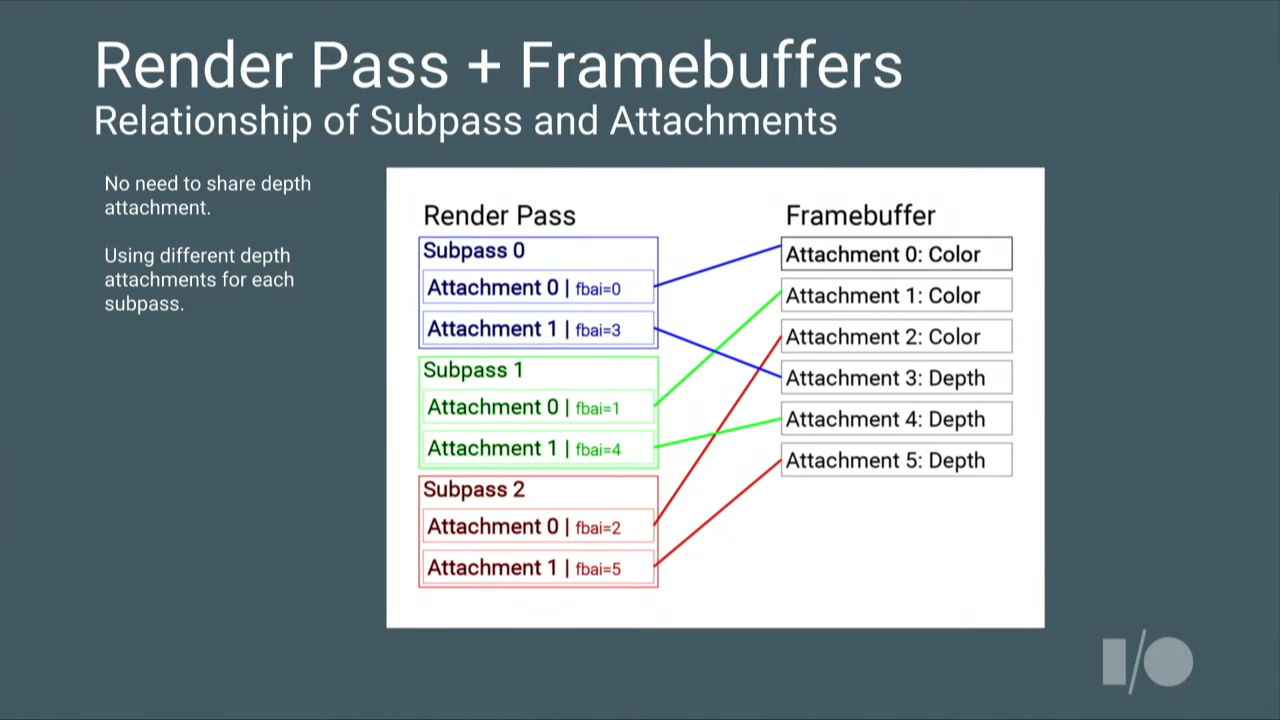 Render Pass + Framebuffers
Relationship of Subpass and Attachments
No need to share depth
attachment.
Using different depth
attachments for each
subpass.
Render Pass
Subpass 0
Attachment 0 | fbai=0
Attachment 1 | fbai=3
Subpass 1
Attachment 0 | fbai=1
Attachment 1 | fbai=4
Subpass 2
Attachment 0 | fbai=2
Attachment 1 | fbai=5
Framebuffer
Attachment 0: Color
Attachment 1: Color
Attachment 2: Color
Attachment 3: Depth
Attachment 4: Depth
Attachment 5: Depth
I/O